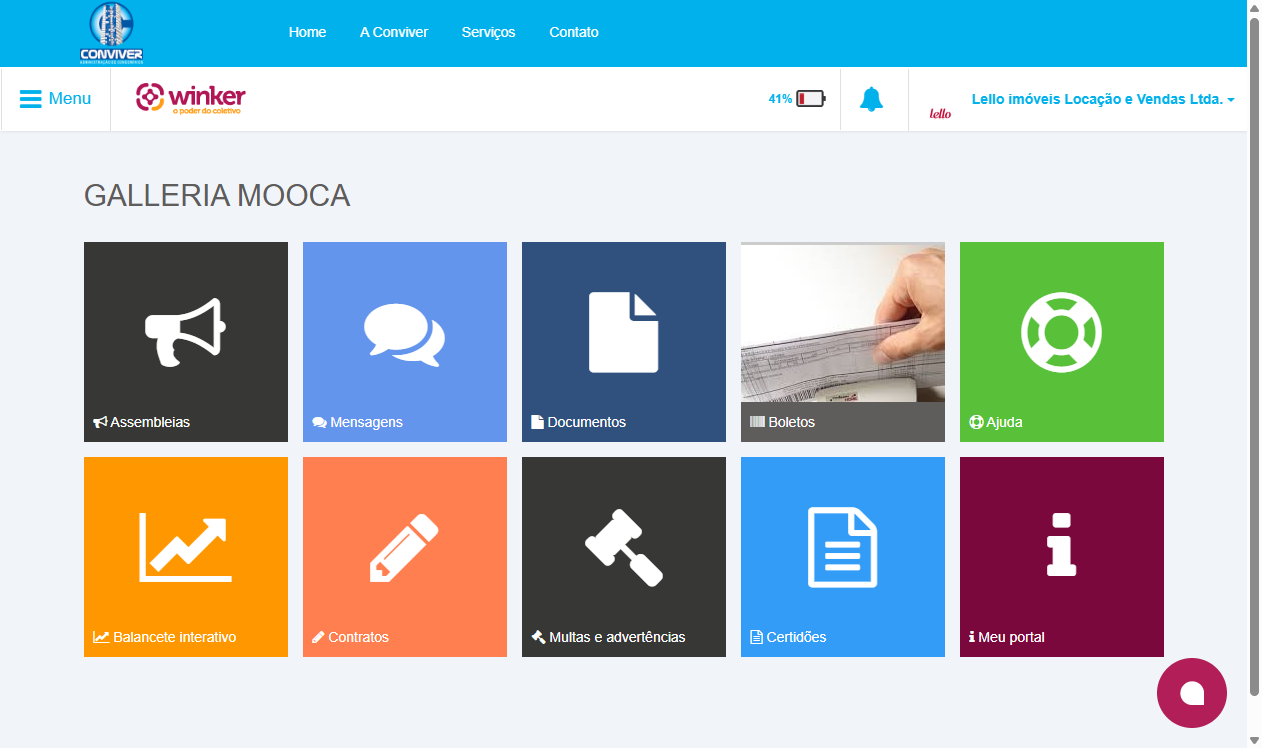 CONVIVER
Home
A Conviver
Serviços
Contato
Menu
winker
o poder do coletivo
41%
lello
Lello imóveis Locação e Vendas Ltda.
GALLERIA MOOCA
Assembleias
Mensagens
Documentos
Boletos
Ajuda
Balancete interativo
Contratos
Multas e advertências
Certidões
Meu portal